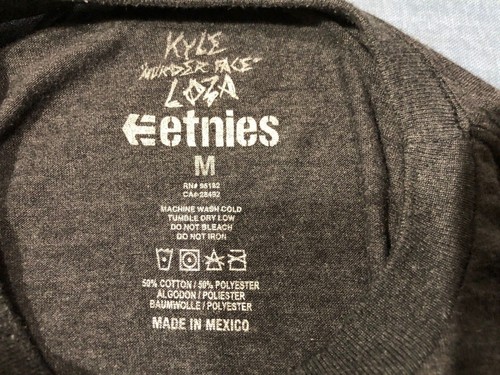 KYLE
"MURDER FACE"
LOZA
etnies
M
RN# 96182
CA# 28492
MACHINE WASH COLD
TUMBLE DRY LOW
DO NOT BLEACH
DO NOT IRON
50% COTTON / 50% POLYESTER
ALGODON / POLIESTER
BAUMWOLLE / POLYESTER
MADE IN MEXICO